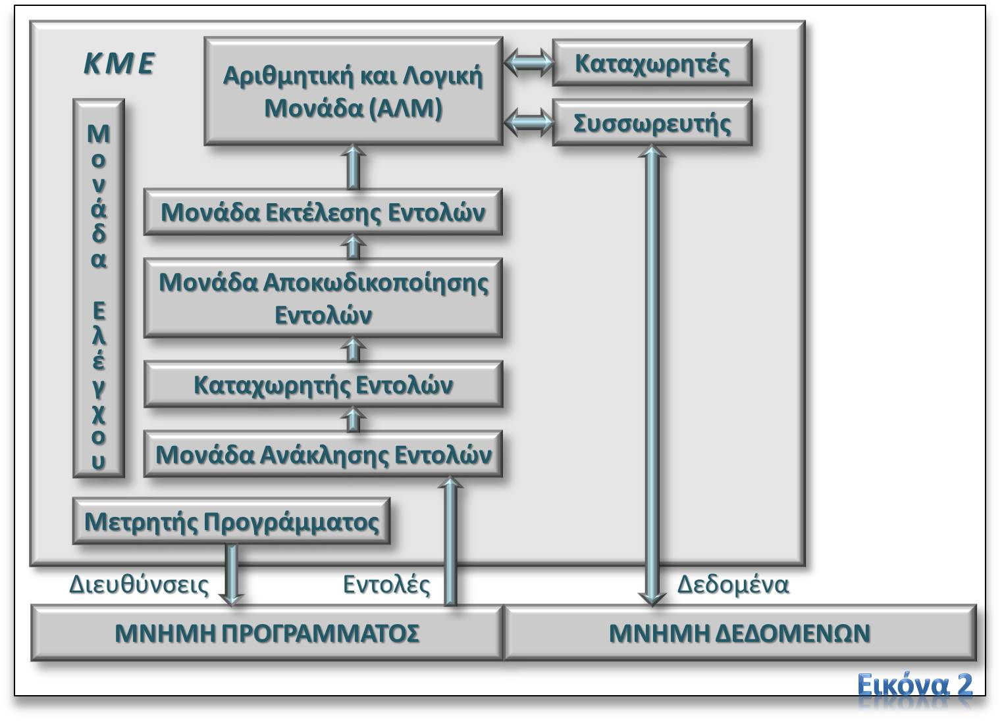 ΚΜΕ
Αριθμητική και Λογική
Μονάδα (ΑΛΜ)
Καταχωρητές
Συσσωρευτής
Μονάδα Ελέγχου
Μονάδα Εκτέλεσης Εντολών
Μονάδα Αποκωδικοποίησης
Εντολών
Καταχωρητής Εντολών
Μονάδα Ανάκλησης Εντολών
Μετρητής Προγράμματος
Διευθύνσεις
Εντολές
Δεδομένα
ΜΝΗΜΗ ΠΡΟΓΡΑΜΜΑΤΟΣ
ΜΝΗΜΗ ΔΕΔΟΜΕΝΩΝ
Εικόνα 2